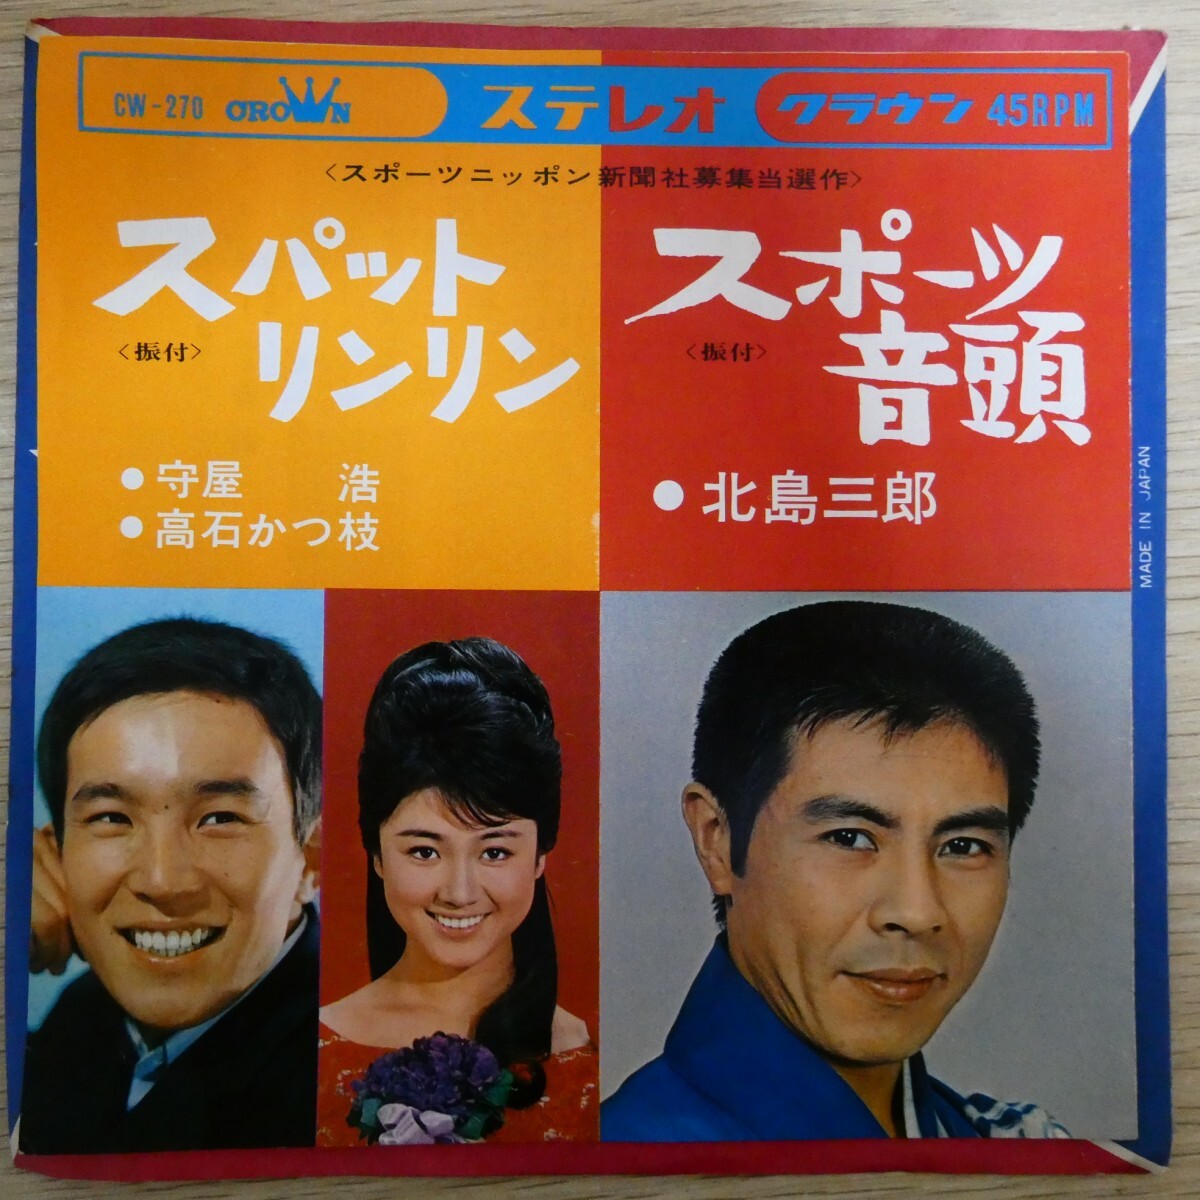 CW-270 CROWN ステレオ クラウン 45RPM
〈スポーツニッポン新聞社募集当選作〉
スパット
リンリン
〈振付〉
●守屋 浩
●高石かつ枝
スポーツ
音頭
〈振付〉
●北島三郎
MADE IN JAPAN